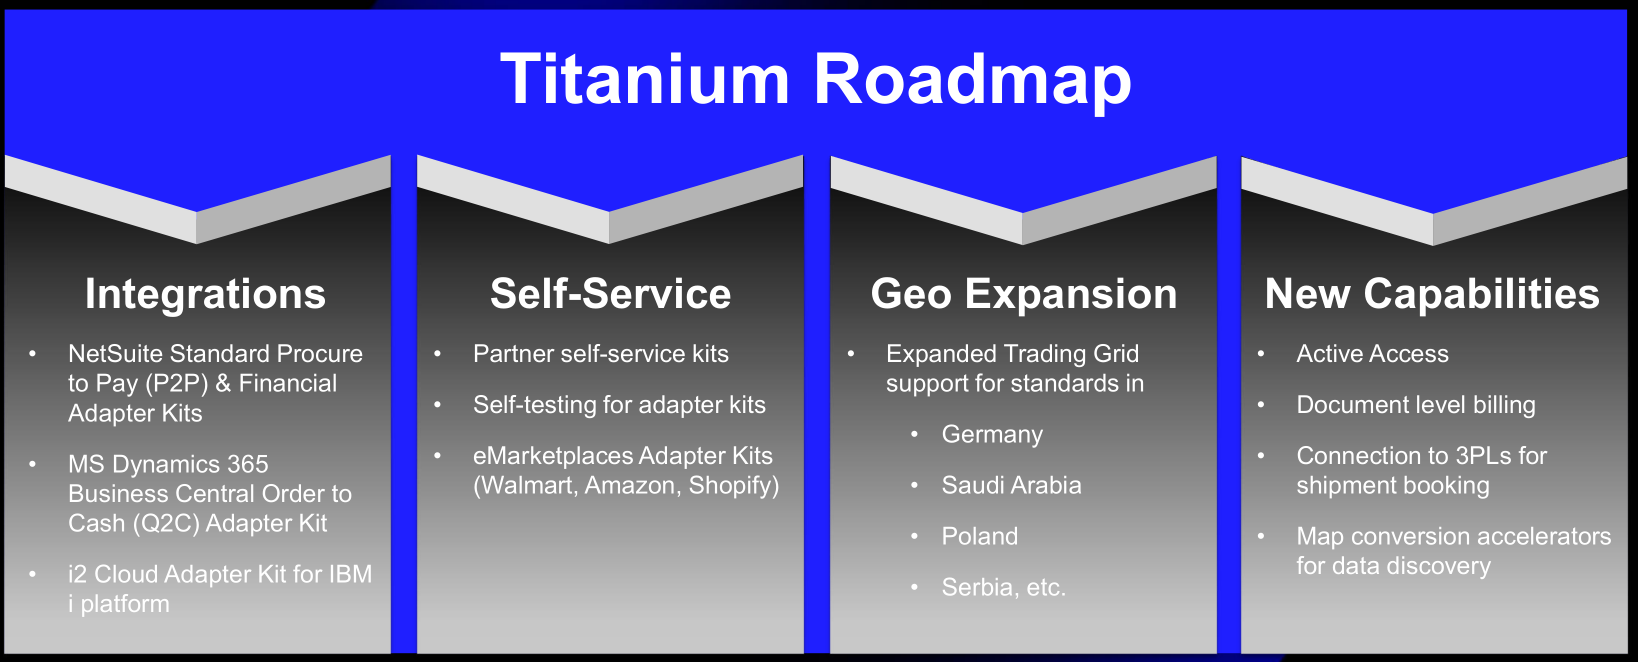 Titanium Roadmap
Integrations
• NetSuite Standard Procure
to Pay (P2P) & Financial
Adapter Kits
• MS Dynamics 365
Business Central Order to
Cash (Q2C) Adapter Kit
• i2 Cloud Adapter Kit for IBM
i platform
Self-Service
• Partner self-service kits
• Self-testing for adapter kits
• eMarketplaces Adapter Kits
(Walmart, Amazon, Shopify)
Geo Expansion
• Expanded Trading Grid
support for standards in
• Germany
• Saudi Arabia
• Poland
• Serbia, etc.
New Capabilities
• Active Access
• Document level billing
• Connection to 3PLs for
shipment booking
• Map conversion accelerators
for data discovery